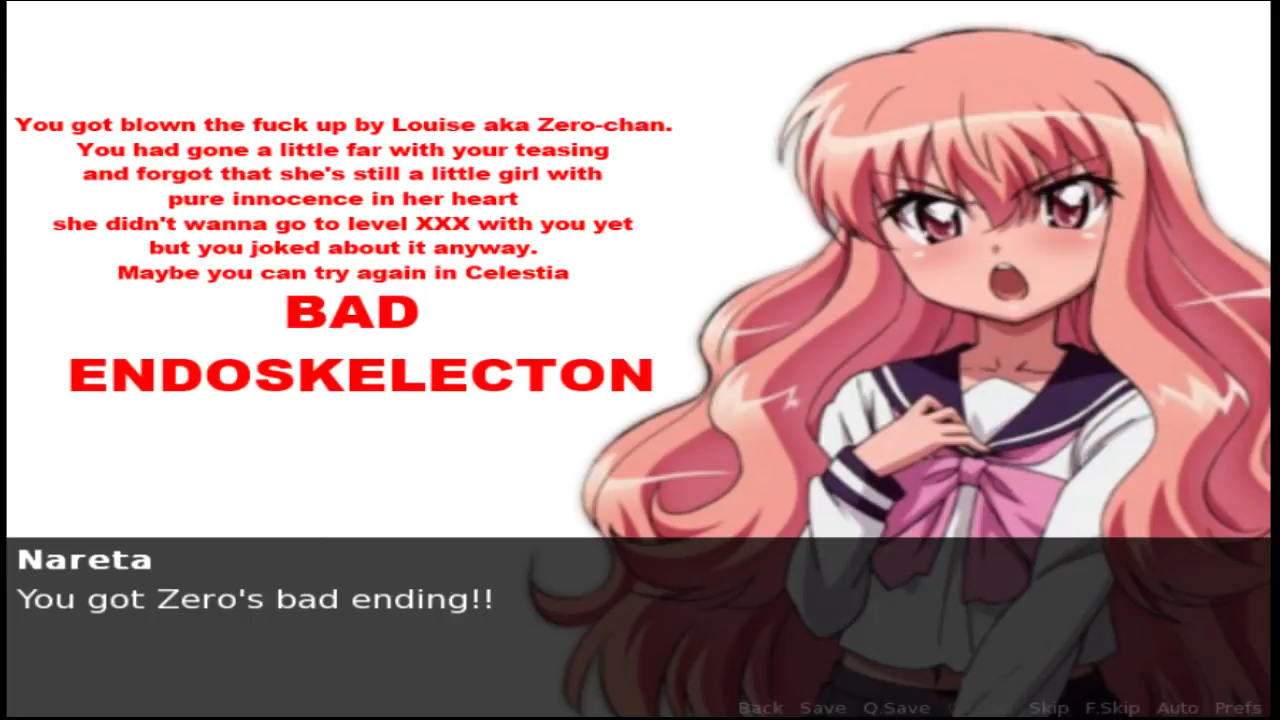 You got blown the fuck up by Louise aka Zero-chan.
You had gone a little far with your teasing
and forgot that she's still a little girl with
pure innocence in her heart
she didn't wanna go to level XXX with you yet
but you joked about it anyway.
Maybe you can try again in Celestia
BAD
ENDOSKELECTON
Nareta
You got Zero's bad ending!!
Back Save Q.Save Skip F.Skip Auto Prefs